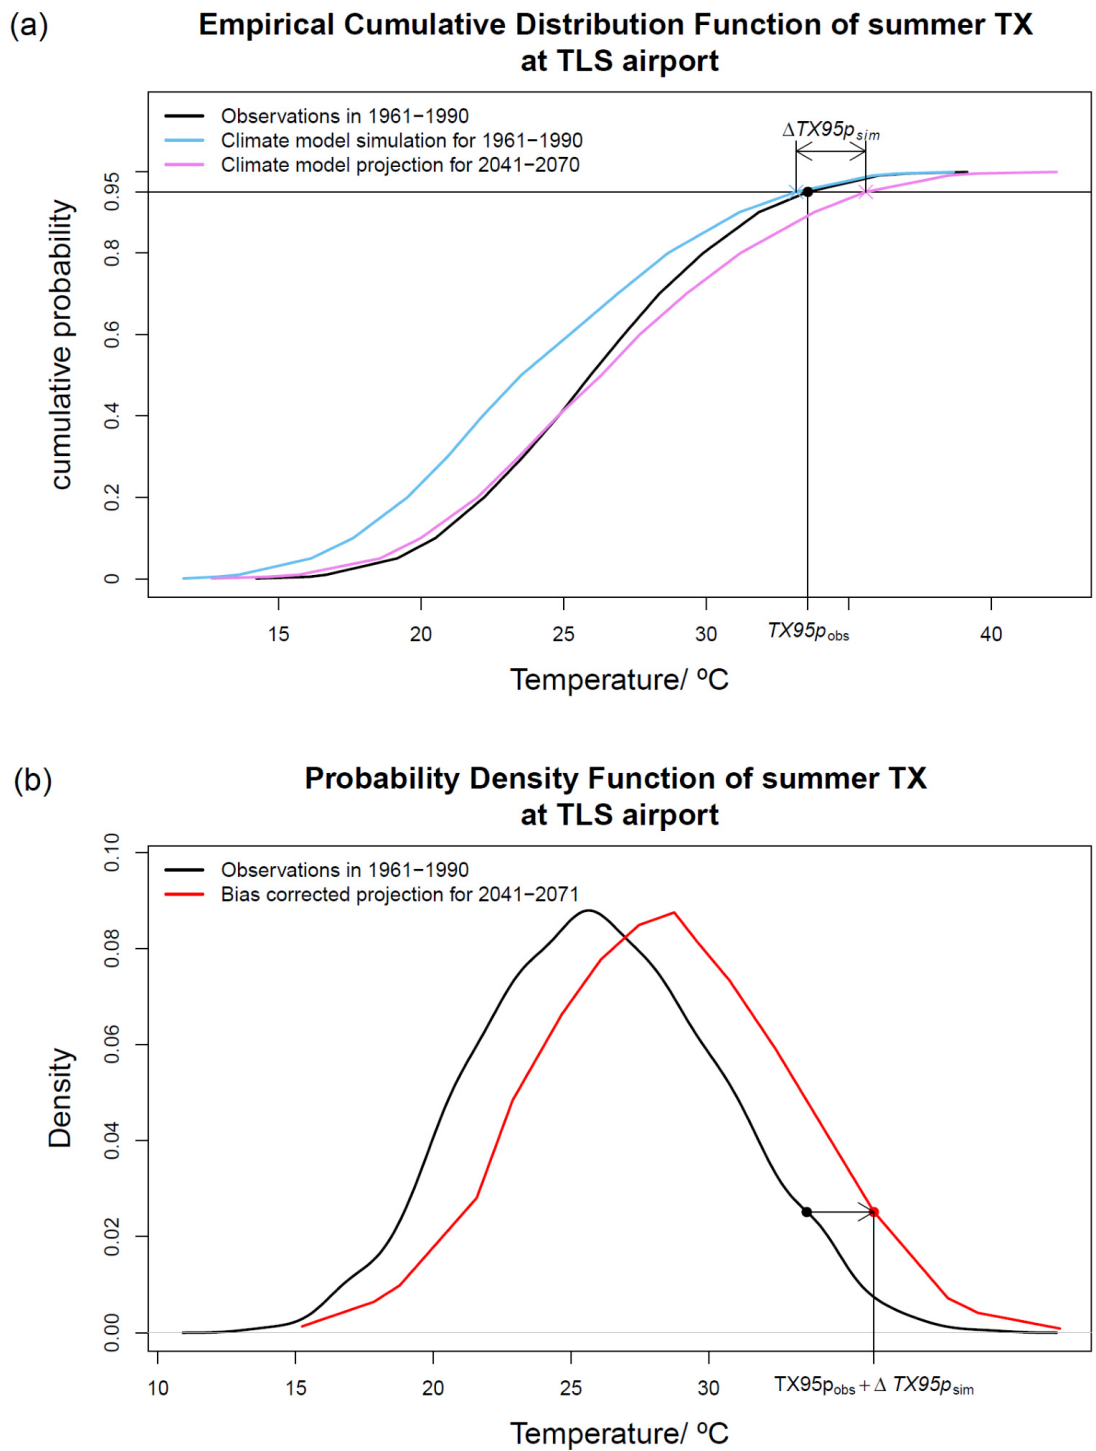 (a)
Empirical Cumulative Distribution Function of summer TX
at TLS airport
Observations in 1961−1990
Climate model simulation for 1961−1990
Climate model projection for 2041−2070
ΔTX95p_sim
cumulative probability
0.95
0.8
0.6
0.4
0.2
0
15
20
25
30
TX95p_obs
40
Temperature/ ºC
(b)
Probability Density Function of summer TX
at TLS airport
Observations in 1961−1990
Bias corrected projection for 2041−2071
Density
0.10
0.08
0.06
0.04
0.02
0.00
10
15
20
25
30
TX95p_obs + Δ TX95p_sim
Temperature/ ºC